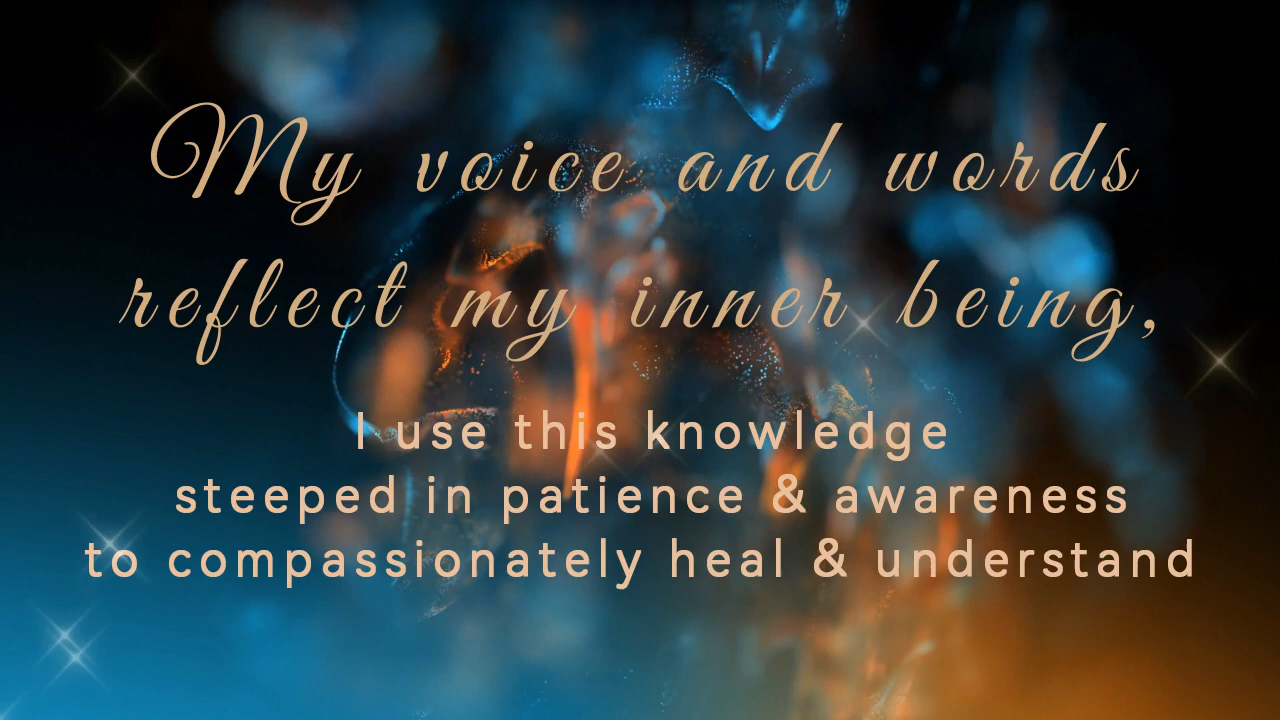 My voice and words
reflect my inner being,
I use this knowledge
steeped in patience & awareness
to compassionately heal & understand